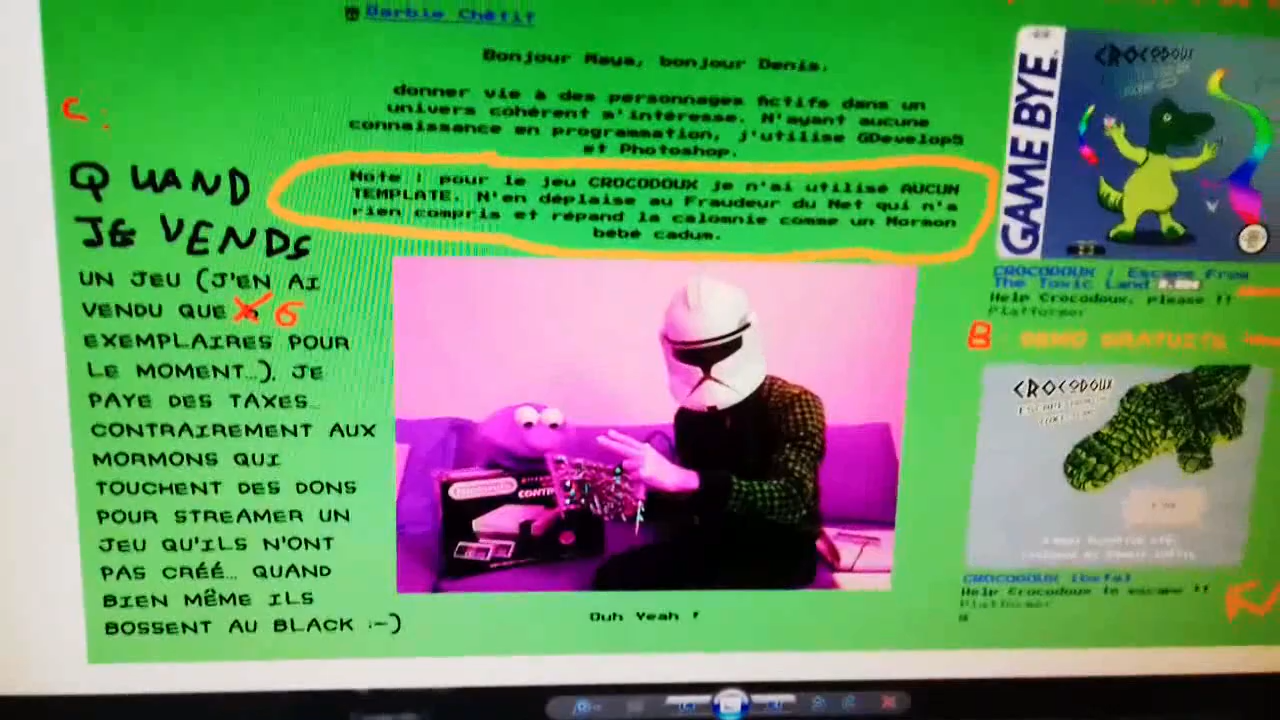 Barbie Chétif
Bonjour Maya, bonjour Denis.
donner vie à des personnages fictifs dans un
univers cohérent m'intéresse. N'ayant aucune
connaissance en programmation, j'utilise GDevelop5
et Photoshop.
Note : pour le jeu CROCODOUX je n'ai utilisé AUCUN
TEMPLATE. N'en déplaise au Fraudeur du Net qui n'a
rien compris et répand la calomnie comme un Mormon
bébé cadum.
C :
QUAND
JE VENDS
UN JEU (J'EN AI
VENDU QUE 6
EXEMPLAIRES POUR
LE MOMENT...). JE
PAYE DES TAXES...
CONTRAIREMENT AUX
MORMONS QUI
TOUCHENT DES DONS
POUR STREAMER UN
JEU QU'ILS N'ONT
PAS CRÉÉ... QUAND
BIEN MÊME ILS
BOSSENT AU BLACK :-)
Nintendo
CONT
Ouh Yeah !
CROCODOUX
GAME BYE
CROCODOUX / Escape From
The Toxic Land
Help Crocodoux, please !!
Platformer
B - DEMO GRATUITE
CROCODOUX
CROCODOUX
Help Crocodoux to escape !!
Platformer